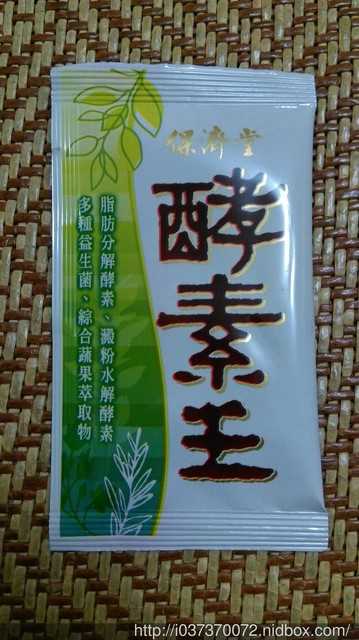 保濟堂
酵素王
脂肪分解酵素、澱粉水解酵素
多種益生菌、綜合蔬果萃取物
http://i037370072.nidbox.com/